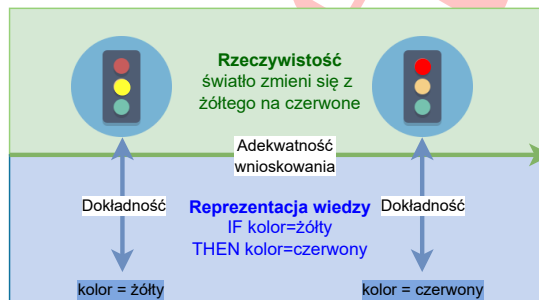 Rzeczywistość
światło zmieni się z
żółtego na czerwone
Adekwatność
wnioskowania
Dokładność
Reprezentacja wiedzy
IF kolor=żółty
THEN kolor=czerwony
Dokładność
kolor = żółty
kolor = czerwony